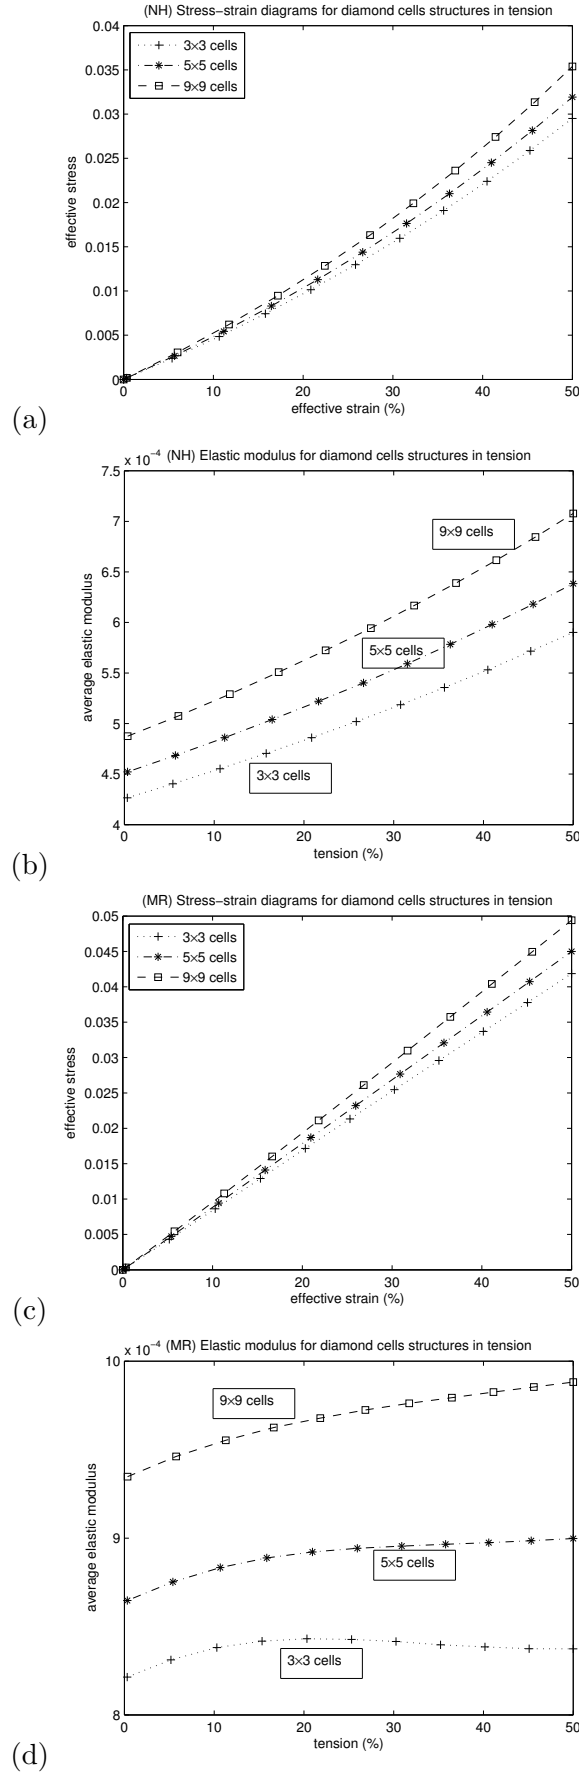 (NH) Stress−strain diagrams for diamond cells structures in tension
0.04
0.035
0.03
0.025
0.02
0.015
0.01
0.005
0
3×3 cells
5×5 cells
9×9 cells
effective stress
0 10 20 30 40 50
effective strain (%)
(a)
x 10⁻⁴ (NH) Elastic modulus for diamond cells structures in tension
7.5
7
6.5
6
5.5
5
4.5
4
9×9 cells
5×5 cells
3×3 cells
average elastic modulus
0 10 20 30 40 50
tension (%)
(b)
(MR) Stress−strain diagrams for diamond cells structures in tension
0.05
0.045
0.04
0.035
0.03
0.025
0.02
0.015
0.01
0.005
0
3×3 cells
5×5 cells
9×9 cells
effective stress
0 10 20 30 40 50
effective strain (%)
(c)
x 10⁻⁴ (MR) Elastic modulus for diamond cells structures in tension
10
9
8
9×9 cells
5×5 cells
3×3 cells
average elastic modulus
0 10 20 30 40 50
tension (%)
(d)